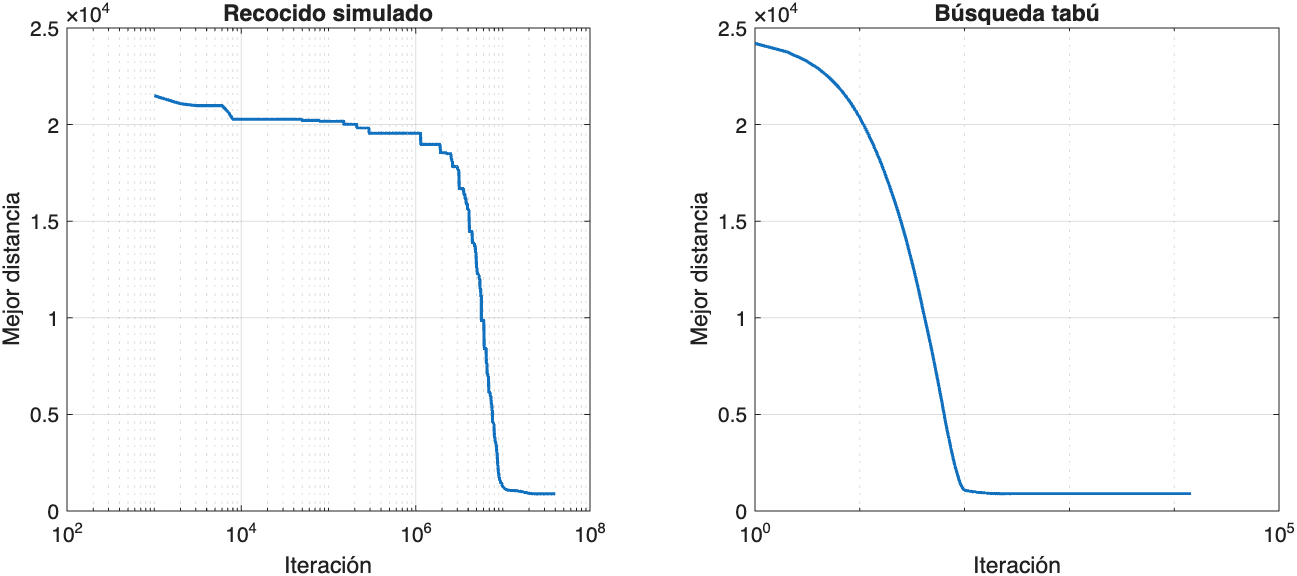 Recocido simulado
×10⁴
2.5
2
1.5
1
0.5
0
Mejor distancia
10² 10⁴ 10⁶ 10⁸
Iteración
Búsqueda tabú
×10⁴
2.5
2
1.5
1
0.5
0
Mejor distancia
10⁰ 10⁵
Iteración